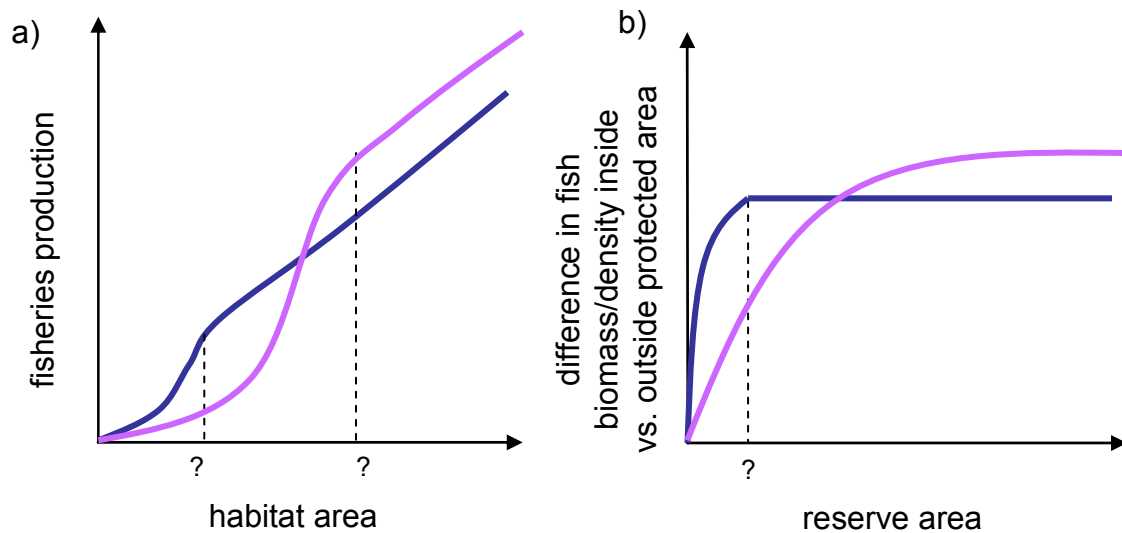 a)
fisheries production
?
?
habitat area
b)
difference in fish
biomass/density inside
vs. outside protected area
?
reserve area